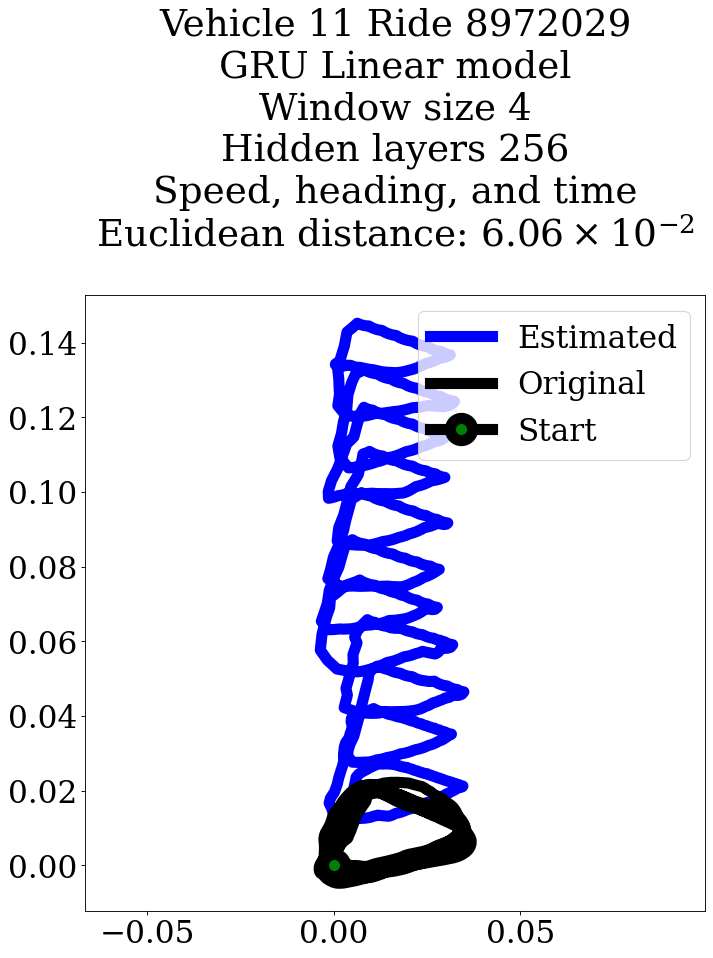 Vehicle 11 Ride 8972029
GRU Linear model
Window size 4
Hidden layers 256
Speed, heading, and time
Euclidean distance: 6.06 × 10⁻²
Estimated
Original
Start
0.14
0.12
0.10
0.08
0.06
0.04
0.02
0.00
−0.05
0.00
0.05